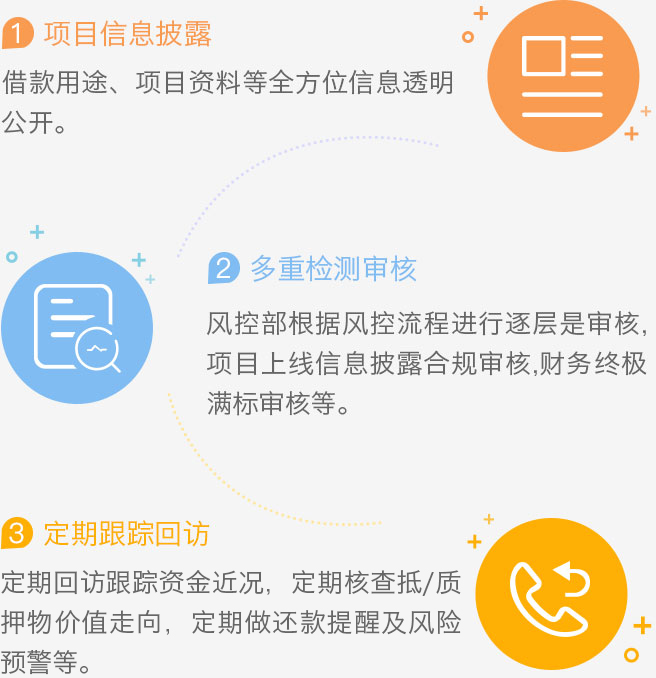 1 项目信息披露
借款用途、项目资料等全方位信息透明
公开。
2 多重检测审核
风控部根据风控流程进行逐层是审核,
项目上线信息披露合规审核,财务终极
满标审核等。
3 定期跟踪回访
定期回访跟踪资金近况，定期核查抵/质
押物价值走向，定期做还款提醒及风险
预警等。